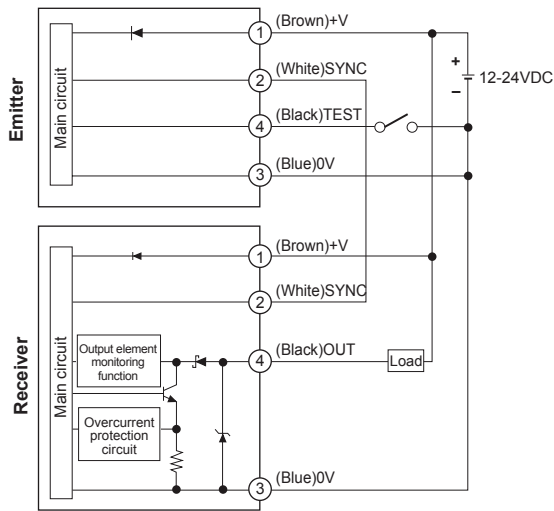 Emitter
Main circuit
1
(Brown)+V
2
(White)SYNC
4
(Black)TEST
3
(Blue)0V
+
−
12-24VDC
Receiver
Main circuit
1
(Brown)+V
2
(White)SYNC
Output element
monitoring
function
4
(Black)OUT
Load
Overcurrent
protection
circuit
3
(Blue)0V